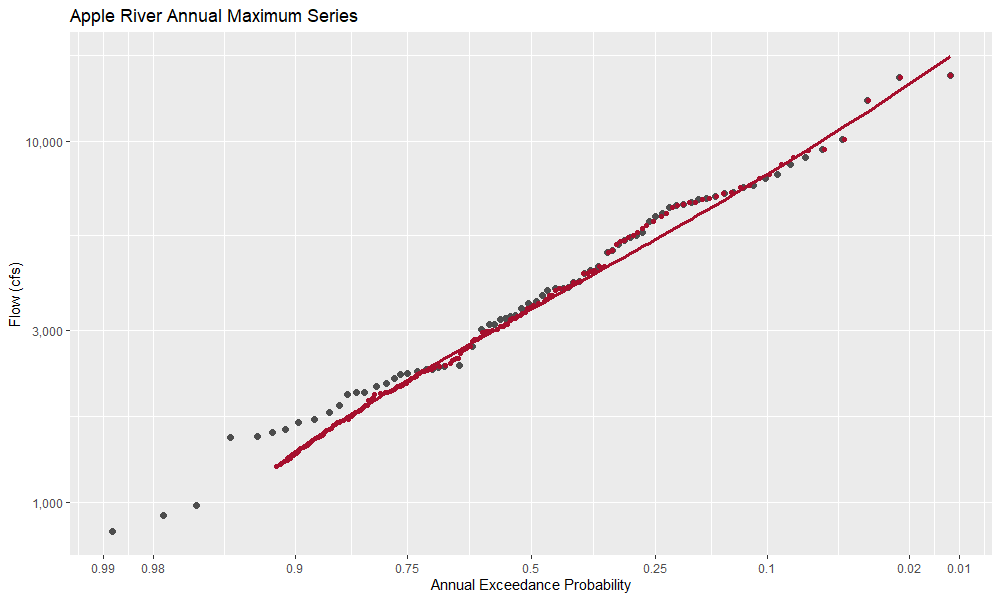 Apple River Annual Maximum Series
10,000
3,000
1,000
Flow (cfs)
0.99 0.98 0.9 0.75 0.5 0.25 0.1 0.02 0.01
Annual Exceedance Probability